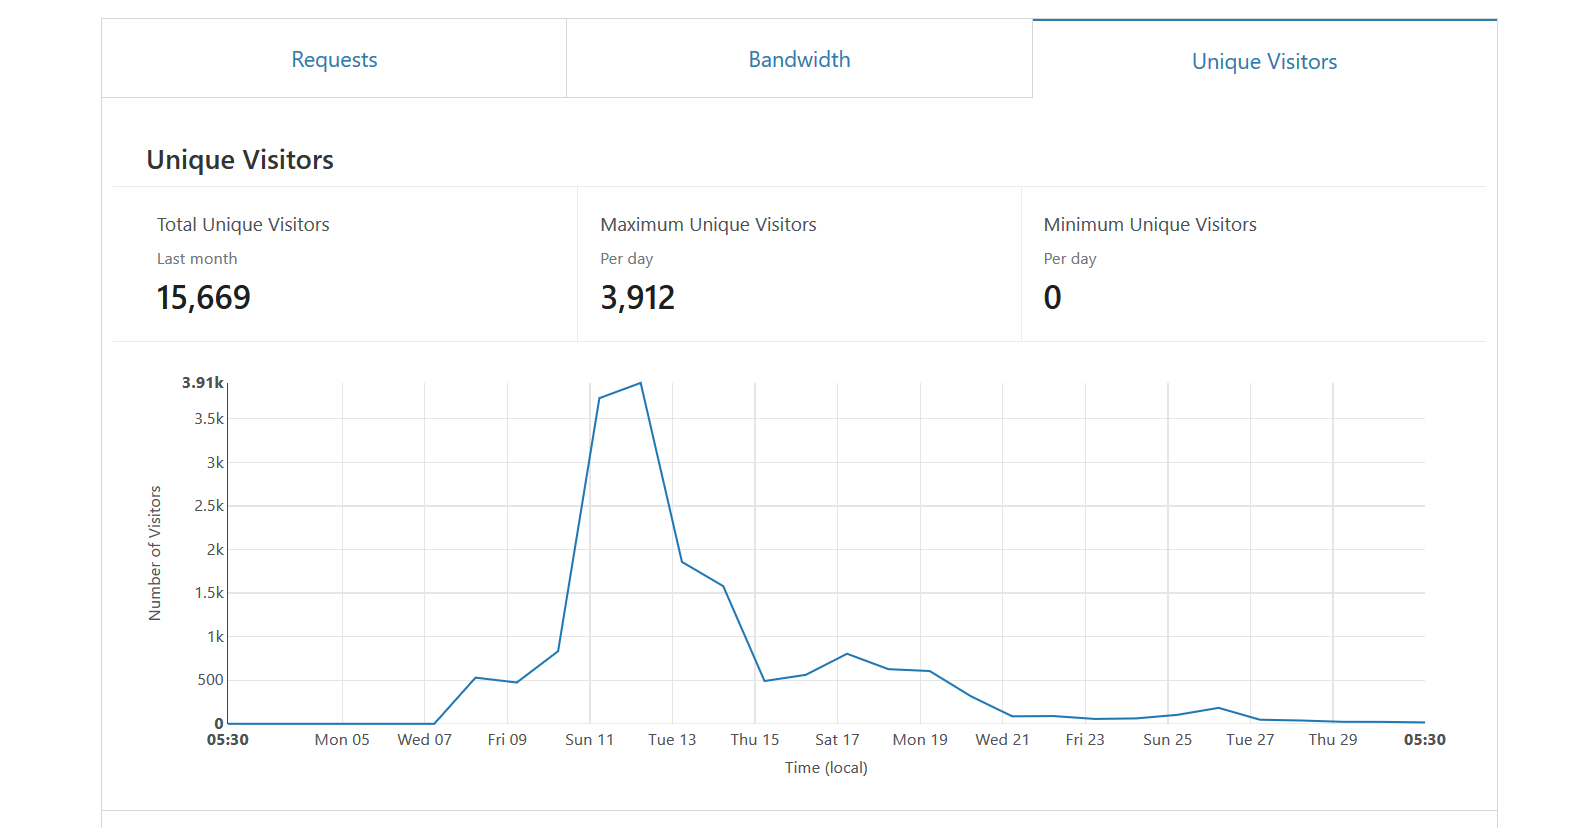 Requests
Bandwidth
Unique Visitors
Unique Visitors
Total Unique Visitors
Last month
15,669
Maximum Unique Visitors
Per day
3,912
Minimum Unique Visitors
Per day
0
Number of Visitors
3.91k
3.5k
3k
2.5k
2k
1.5k
1k
500
0
05:30 Mon 05 Wed 07 Fri 09 Sun 11 Tue 13 Thu 15 Sat 17 Mon 19 Wed 21 Fri 23 Sun 25 Tue 27 Thu 29 05:30
Time (local)